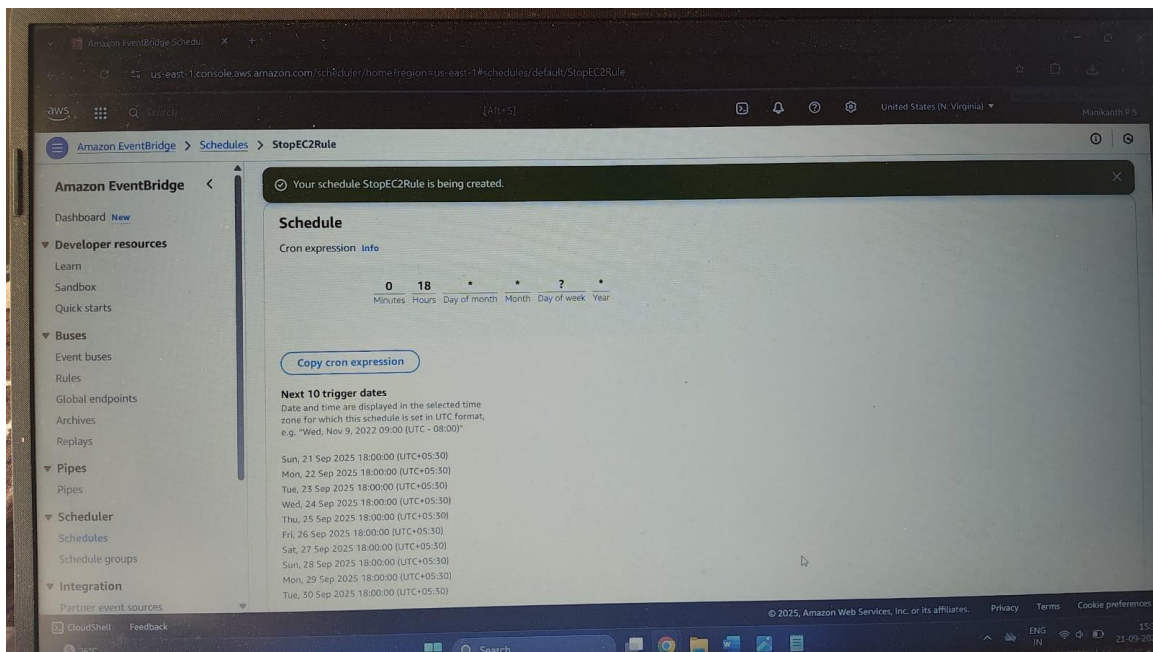 Amazon EventBridge Schedul
us-east-1.console.aws.amazon.com/scheduler/home?region=us-east-1#schedules/default/StopEC2Rule
aws Search [Alt+S] United States (N. Virginia) Manikanth P S
Amazon EventBridge > Schedules > StopEC2Rule
Amazon EventBridge
Dashboard New
Developer resources
Learn
Sandbox
Quick starts
Buses
Event buses
Rules
Global endpoints
Archives
Replays
Pipes
Pipes
Scheduler
Schedules
Schedule groups
Integration
Partner event sources
Your schedule StopEC2Rule is being created.
Schedule
Cron expression Info
0 18 * * ? *
Minutes Hours Day of month Month Day of week Year
Copy cron expression
Next 10 trigger dates
Date and time are displayed in the selected time
zone for which this schedule is set in UTC format,
e.g. "Wed, Nov 9, 2022 09:00 (UTC - 08:00)"
Sun, 21 Sep 2025 18:00:00 (UTC+05:30)
Mon, 22 Sep 2025 18:00:00 (UTC+05:30)
Tue, 23 Sep 2025 18:00:00 (UTC+05:30)
Wed, 24 Sep 2025 18:00:00 (UTC+05:30)
Thu, 25 Sep 2025 18:00:00 (UTC+05:30)
Fri, 26 Sep 2025 18:00:00 (UTC+05:30)
Sat, 27 Sep 2025 18:00:00 (UTC+05:30)
Sun, 28 Sep 2025 18:00:00 (UTC+05:30)
Mon, 29 Sep 2025 18:00:00 (UTC+05:30)
Tue, 30 Sep 2025 18:00:00 (UTC+05:30)
© 2025, Amazon Web Services, Inc. or its affiliates. Privacy Terms Cookie preferences
CloudShell Feedback
Search
ENG
IN